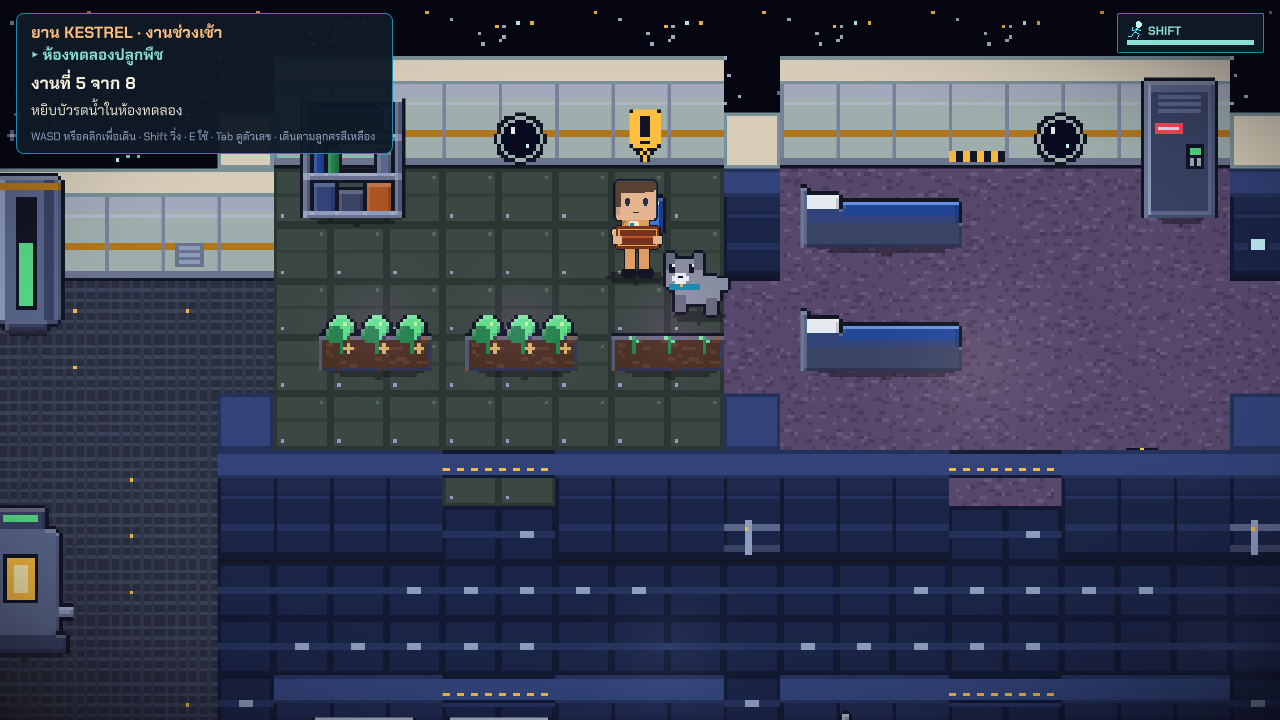 ยาน KESTREL · งานช่วงเช้า
‣ ห้องทดลองปลูกพืช
งานที่ 5 จาก 8
หยิบบัวรดน้ำในห้องทดลอง
WASD หรือคลิกเพื่อเดิน · Shift วิ่ง · E ใช้ · Tab ดูตัวเลข · เดินตามลูกศรสีเหลือง
SHIFT